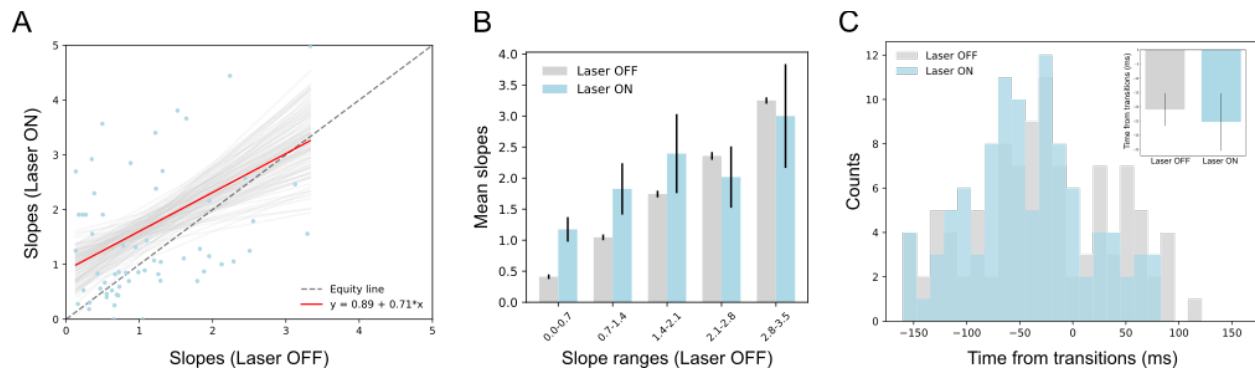 A
Slopes (Laser ON)
5
4
3
2
1
0
0
1
2
3
4
5
Equity line
y = 0.89 + 0.71*x
Slopes (Laser OFF)
B
Mean slopes
4.0
3.5
3.0
2.5
2.0
1.5
1.0
0.5
0.0
Laser OFF
Laser ON
0.0-0.7
0.7-1.4
1.4-2.1
2.1-2.8
2.8-3.5
Slope ranges (Laser OFF)
C
Counts
12
10
8
6
4
2
0
Laser OFF
Laser ON
−150
−100
−50
0
50
100
150
Time from transitions (ms)
Time from transitions (ms)
Laser OFF
Laser ON